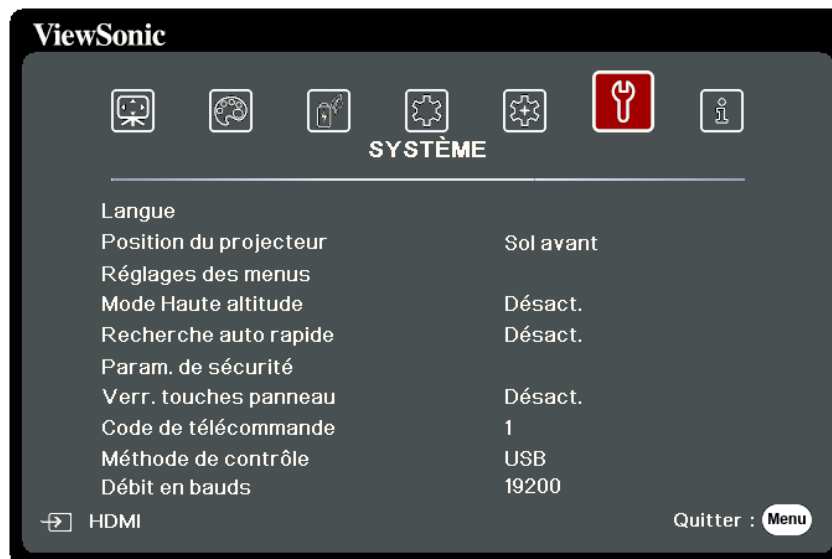 ViewSonic
SYSTÈME
Langue
Position du projecteur Sol avant
Réglages des menus
Mode Haute altitude Désact.
Recherche auto rapide Désact.
Param. de sécurité
Verr. touches panneau Désact.
Code de télécommande 1
Méthode de contrôle USB
Débit en bauds 19200
HDMI Quitter : Menu